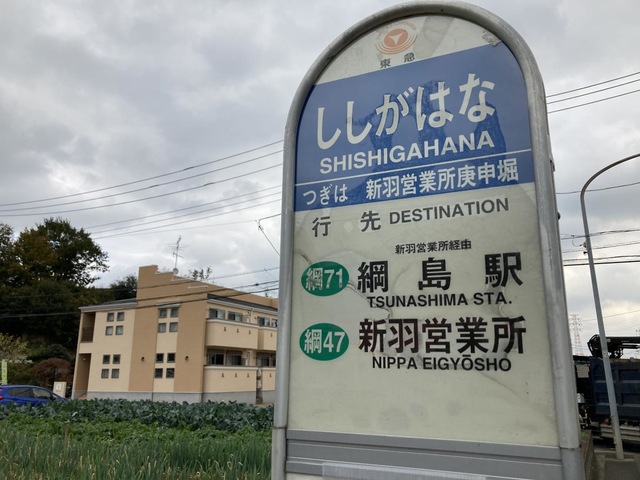 東急
ししがはな
SHISHIGAHANA
つぎは 新羽営業所庚申堀
行先 DESTINATION
新羽営業所経由
綱71 綱島駅
TSUNASHIMA STA.
綱47 新羽営業所
NIPPA EIGYŌSHO